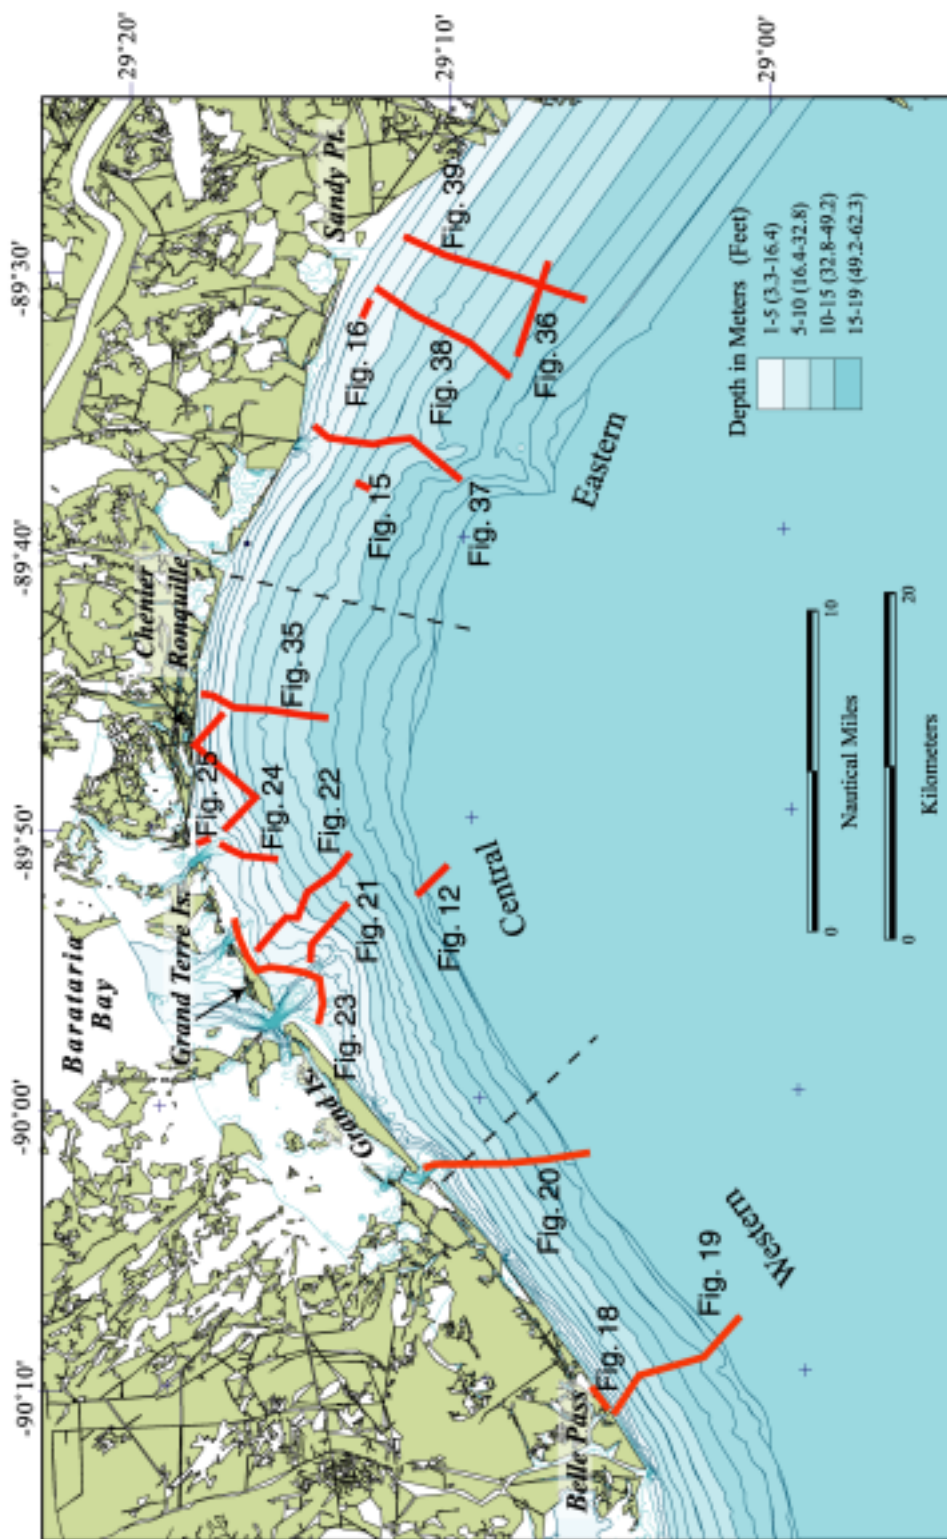 -90°10'
-90°00'
-89°50'
-89°40'
-89°30'
29°20'
29°10'
29°00'
Barataria
Bay
Grand Terre Is.
Grand Is.
Chenier
Ronquille
Sandy Pt.
Belle Pass
Fig. 18
Fig. 19
Fig. 20
Fig. 23
Fig. 21
Fig. 22
Fig. 24
Fig. 25
Fig. 12
Fig. 35
Fig. 15
Fig. 37
Fig. 16
Fig. 38
Fig. 36
Fig. 39
Western
Central
Eastern
Depth in Meters (Feet)
1-5 (3.3-16.4)
5-10 (16.4-32.8)
10-15 (32.8-49.2)
15-19 (49.2-62.3)
0 10
Nautical Miles
0 20
Kilometers